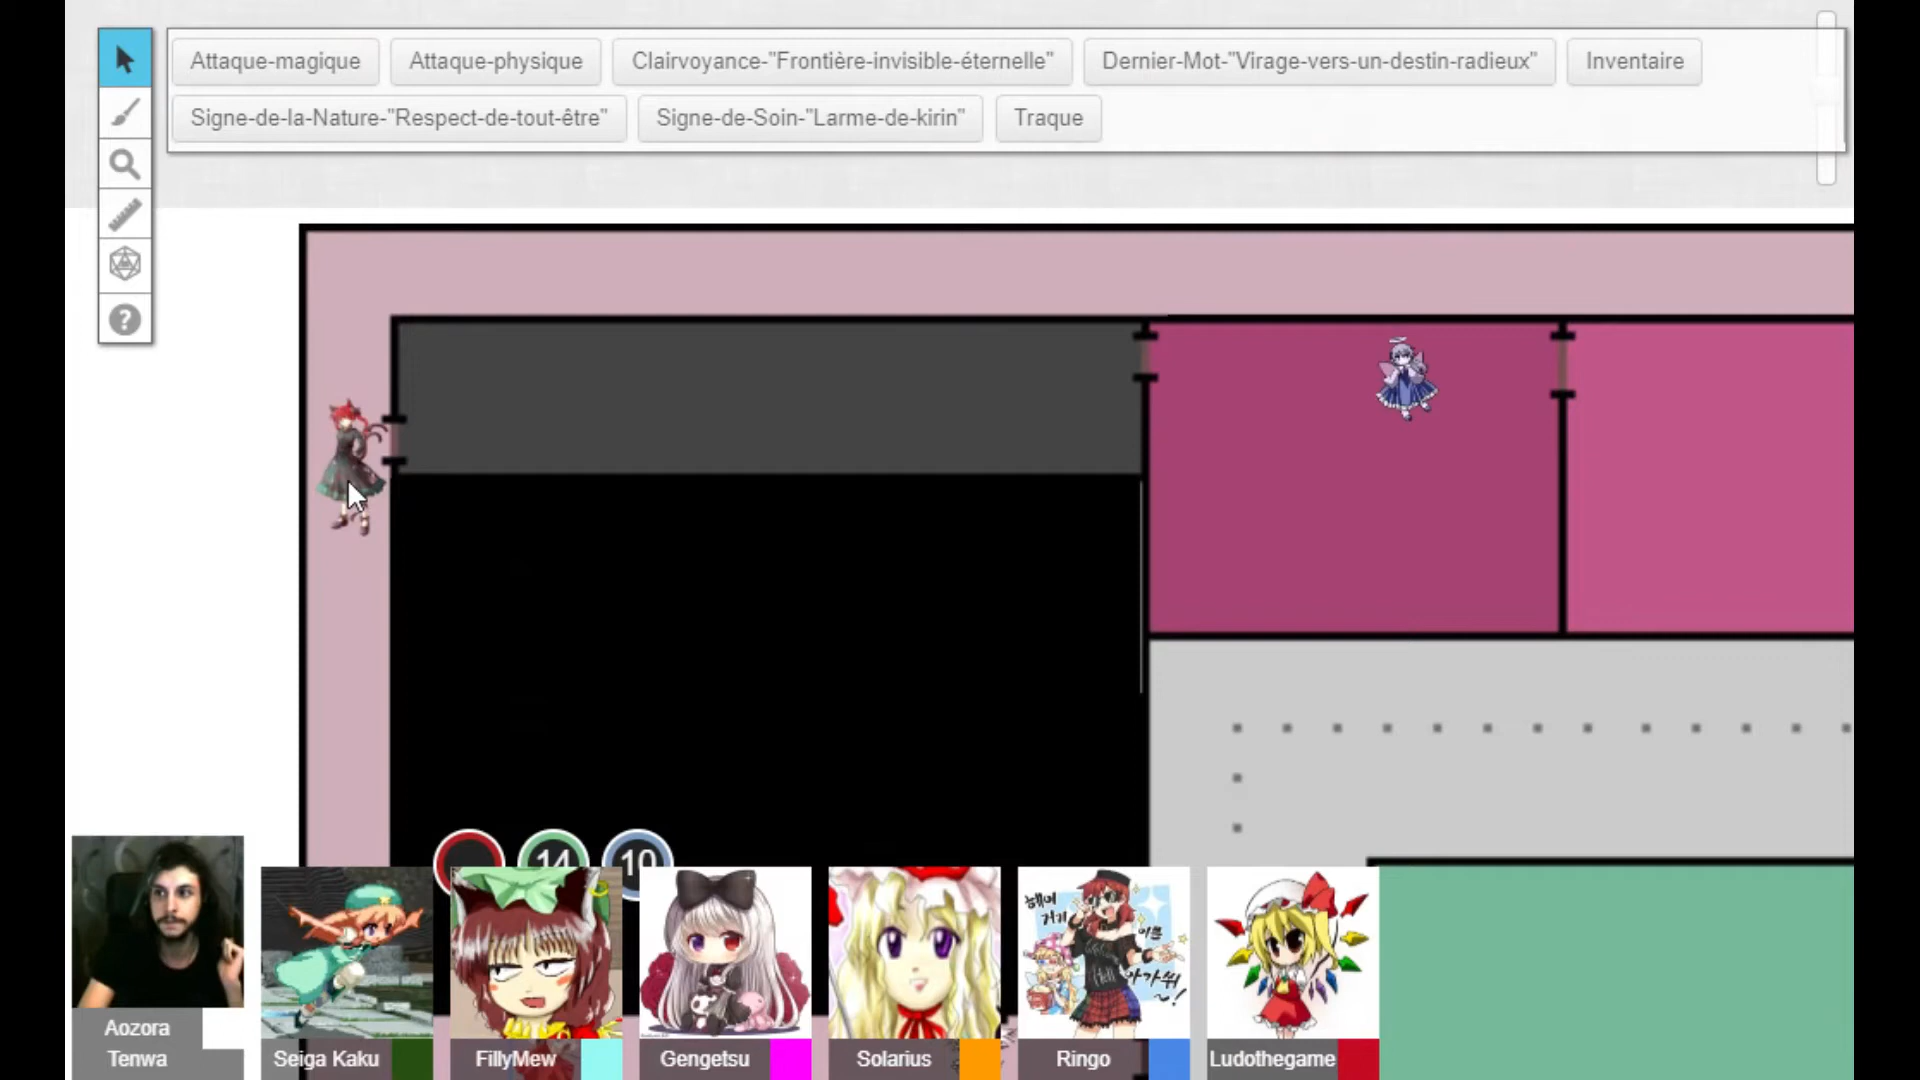 Attaque-magique
Attaque-physique
Clairvoyance-"Frontière-invisible-éternelle"
Dernier-Mot-"Virage-vers-un-destin-radieux"
Inventaire
Signe-de-la-Nature-"Respect-de-tout-être"
Signe-de-Soin-"Larme-de-kirin"
Traque
?
14
10
Aozora
Tenwa
Seiga Kaku
FillyMew
Gengetsu
Solarius
Ringo
Ludothegame